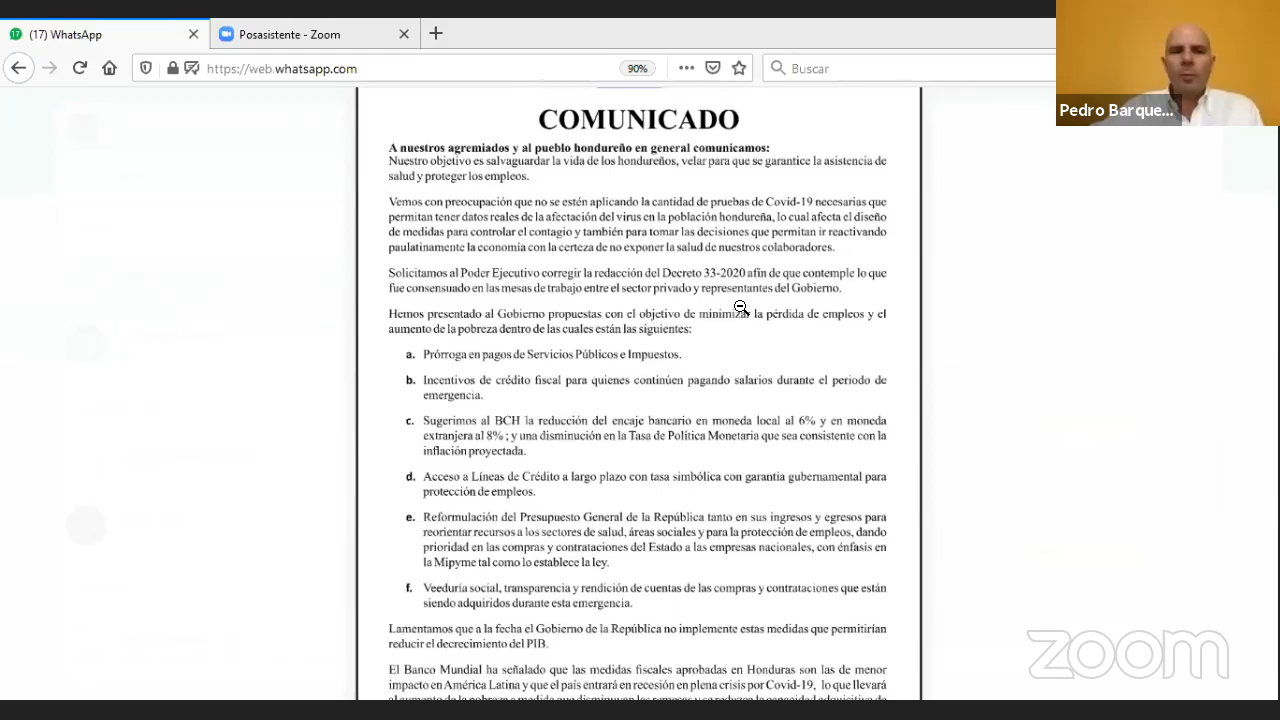 (17) WhatsApp
Posasistente - Zoom
https://web.whatsapp.com
90%
Buscar
Pedro Barque...
COMUNICADO
A nuestros agremiados y al pueblo hondureño en general comunicamos:
Nuestro objetivo es salvaguardar la vida de los hondureños, velar para que se garantice la asistencia de
salud y proteger los empleos.
Vemos con preocupación que no se estén aplicando la cantidad de pruebas de Covid-19 necesarias que
permitan tener datos reales de la afectación del virus en la población hondureña, lo cual afecta el diseño
de medidas para controlar el contagio y también para tomar las decisiones que permitan ir reactivando
paulatinamente la economía con la certeza de no exponer la salud de nuestros colaboradores.
Solicitamos al Poder Ejecutivo corregir la redacción del Decreto 33-2020 afín de que contemple lo que
fue consensuado en las mesas de trabajo entre el sector privado y representantes del Gobierno.
Hemos presentado al Gobierno propuestas con el objetivo de minimizar la pérdida de empleos y el
aumento de la pobreza dentro de las cuales están las siguientes:
a. Prórroga en pagos de Servicios Públicos e Impuestos.
b. Incentivos de crédito fiscal para quienes continúen pagando salarios durante el periodo de
emergencia.
c. Sugerimos al BCH la reducción del encaje bancario en moneda local al 6% y en moneda
extranjera al 8% ; y una disminución en la Tasa de Política Monetaria que sea consistente con la
inflación proyectada.
d. Acceso a Líneas de Crédito a largo plazo con tasa simbólica con garantía gubernamental para
protección de empleos.
e. Reformulación del Presupuesto General de la República tanto en sus ingresos y egresos para
reorientar recursos a los sectores de salud, áreas sociales y para la protección de empleos, dando
prioridad en las compras y contrataciones del Estado a las empresas nacionales, con énfasis en
la Mipyme tal como lo establece la ley.
f. Veeduría social, transparencia y rendición de cuentas de las compras y contrataciones que están
siendo adquiridos durante esta emergencia.
Lamentamos que a la fecha el Gobierno de la República no implemente estas medidas que permitirían
reducir el decrecimiento del PIB.
El Banco Mundial ha señalado que las medidas fiscales aprobadas en Honduras son las de menor
impacto en América Latina y que el país entrará en recesión en plena crisis por Covid-19, lo que llevará
zoom